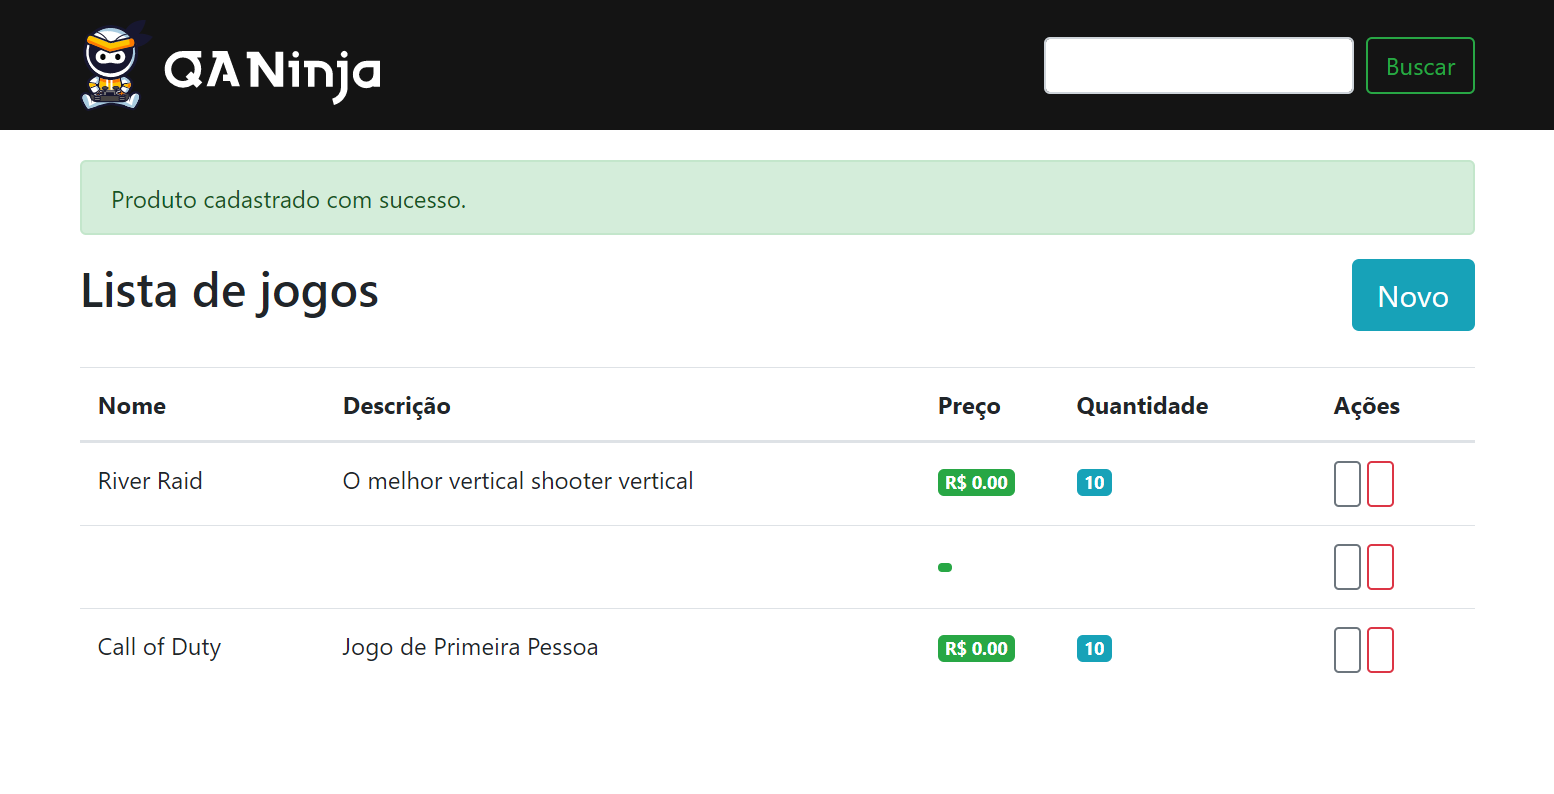 QANinja
Buscar
Produto cadastrado com sucesso.
Lista de jogos
Novo
Nome Descrição Preço Quantidade Ações
River Raid O melhor vertical shooter vertical R$ 0.00 10
Call of Duty Jogo de Primeira Pessoa R$ 0.00 10